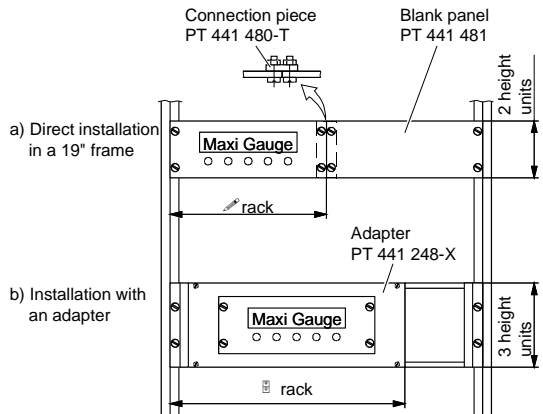 Connection piece
PT 441 480-T
Blank panel
PT 441 481
2 height
units
a) Direct installation
in a 19" frame
Maxi Gauge
rack
Adapter
PT 441 248-X
b) Installation with
an adapter
Maxi Gauge
3 height
units
rack